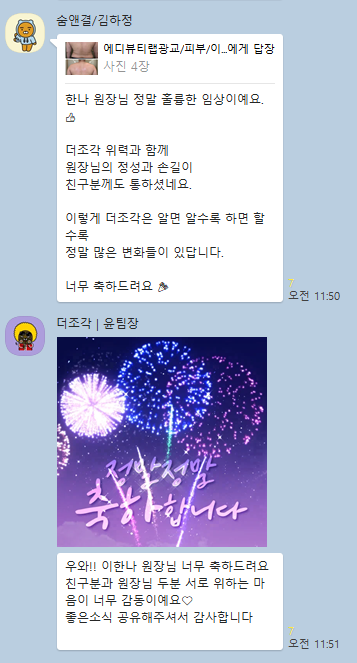 숨앤결/김하정
에디뷰티랩광교/피부/이...에게 답장
사진 4장
한나 원장님 정말 훌륭한 임상이예요.
👍
더조각 위력과 함께
원장님의 정성과 손길이
친구분께도 통하셨네요.
이렇게 더조각은 알면 알수록 하면 할
수록
정말 많은 변화들이 있답니다.
너무 축하드려요 🎉
7
오전 11:50
더조각 | 윤팀장
정말정말
축하합니다
우와!! 이한나 원장님 너무 축하드려요
친구분과 원장님 두분 서로 위하는 마
음이 너무 감동이예요♡
좋은소식 공유해주셔서 감사합니다
7
오전 11:51